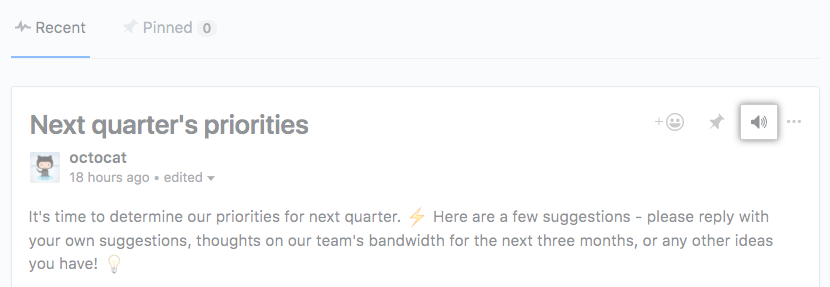 Recent Pinned 0
Next quarter's priorities
octocat
18 hours ago • edited
It's time to determine our priorities for next quarter. ⚡ Here are a few suggestions - please reply with
your own suggestions, thoughts on our team's bandwidth for the next three months, or any other ideas
you have! 💡